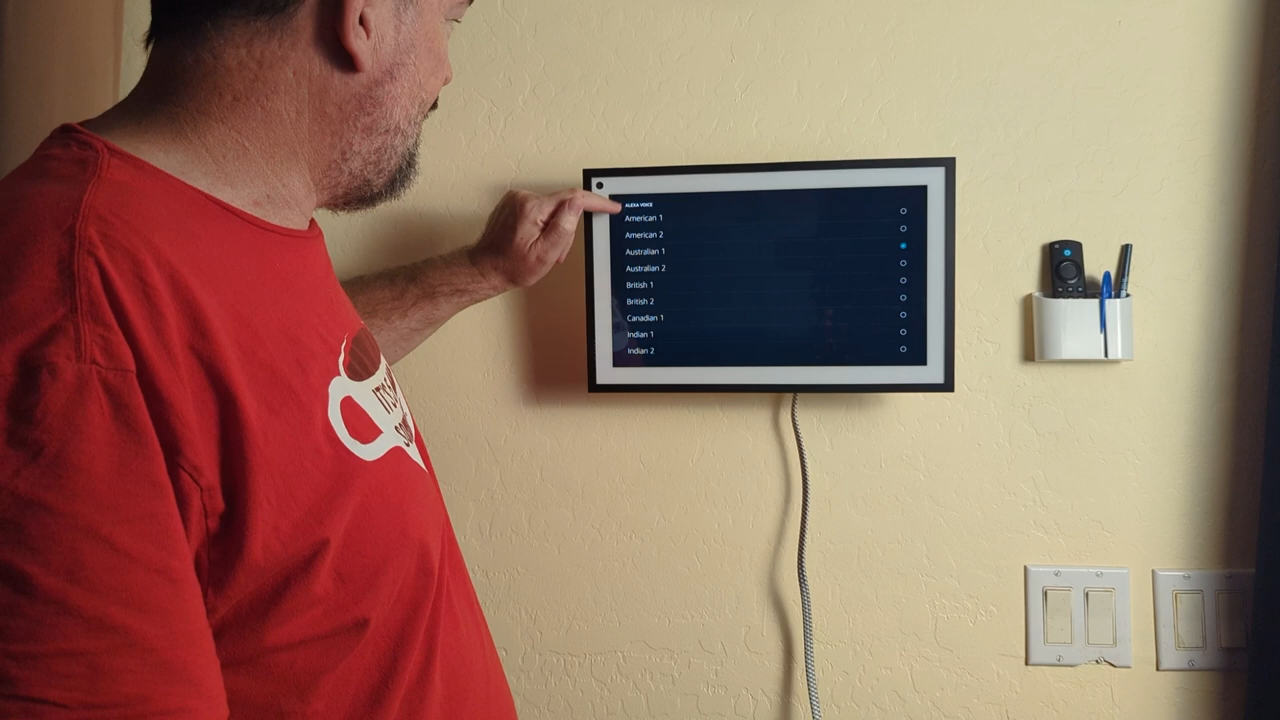 ALEXA VOICE
American 1
American 2
Australian 1
Australian 2
British 1
British 2
Canadian 1
Indian 1
Indian 2
IT'S